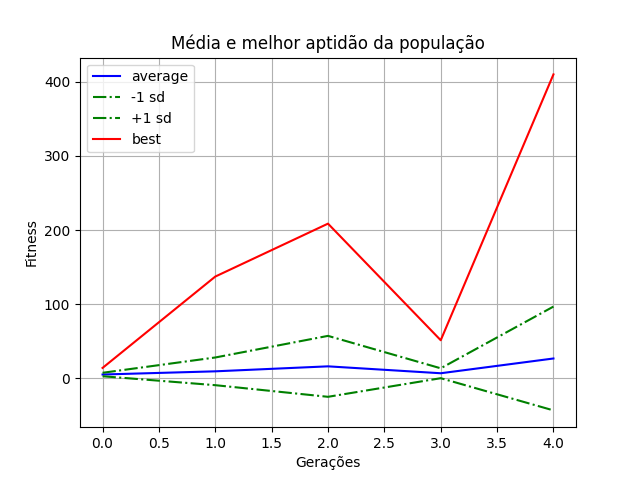 Média e melhor aptidão da população
average
-1 sd
+1 sd
best
400
300
200
100
0
Fitness
0.0 0.5 1.0 1.5 2.0 2.5 3.0 3.5 4.0
Gerações